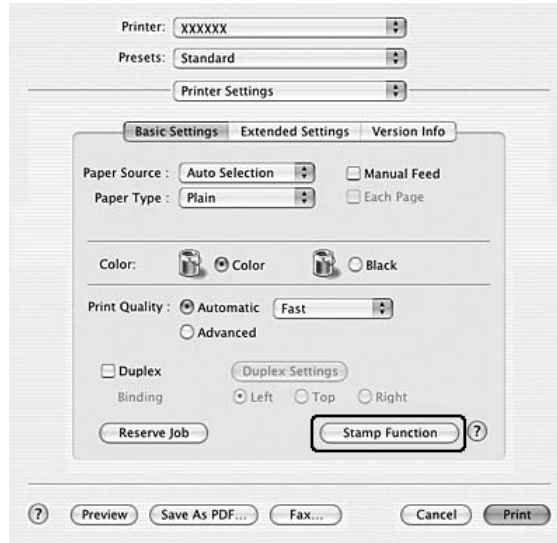 Printer: XXXXXX
Presets: Standard
Printer Settings
Basic Settings Extended Settings Version Info
Paper Source : Auto Selection Manual Feed
Paper Type : Plain Each Page
Color: Color Black
Print Quality : Automatic Fast
Advanced
Duplex Duplex Settings
Binding Left Top Right
Reserve Job Stamp Function ?
? Preview Save As PDF... Fax... Cancel Print